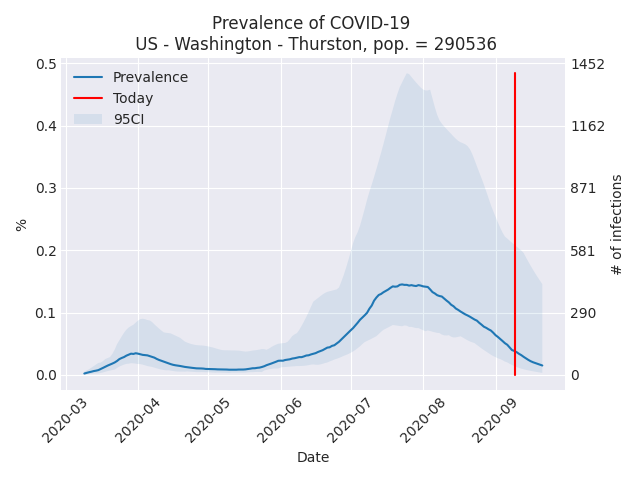 Prevalence of COVID-19
US - Washington - Thurston, pop. = 290536
Prevalence
Today
95CI
0.5
0.4
0.3
0.2
0.1
0.0
%
1452
1162
871
581
290
0
# of infections
2020-03
2020-04
2020-05
2020-06
2020-07
2020-08
2020-09
Date